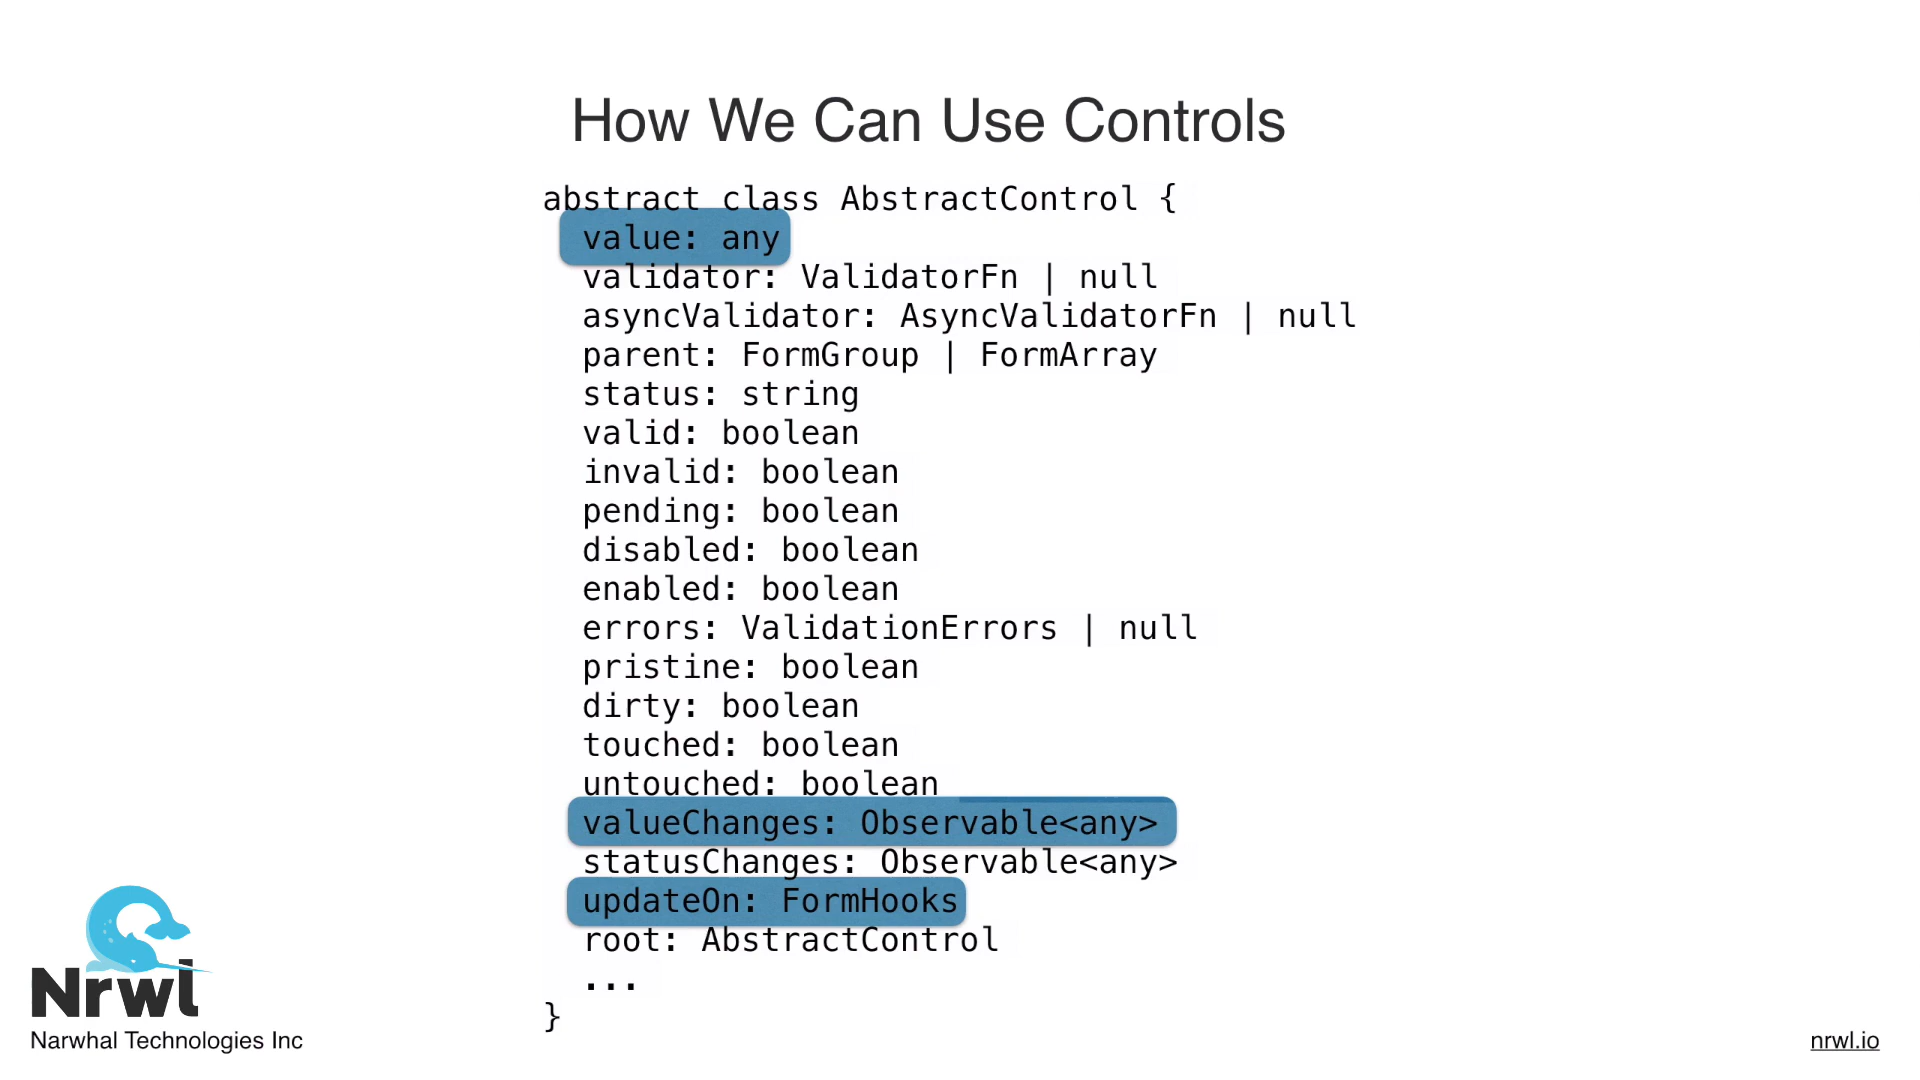 How We Can Use Controls
abstract class AbstractControl {
  value: any
  validator: ValidatorFn | null
  asyncValidator: AsyncValidatorFn | null
  parent: FormGroup | FormArray
  status: string
  valid: boolean
  invalid: boolean
  pending: boolean
  disabled: boolean
  enabled: boolean
  errors: ValidationErrors | null
  pristine: boolean
  dirty: boolean
  touched: boolean
  untouched: boolean
  valueChanges: Observable<any>
  statusChanges: Observable<any>
  updateOn: FormHooks
  root: AbstractControl
  ...
}
Nrwl
Narwhal Technologies Inc
nrwl.io